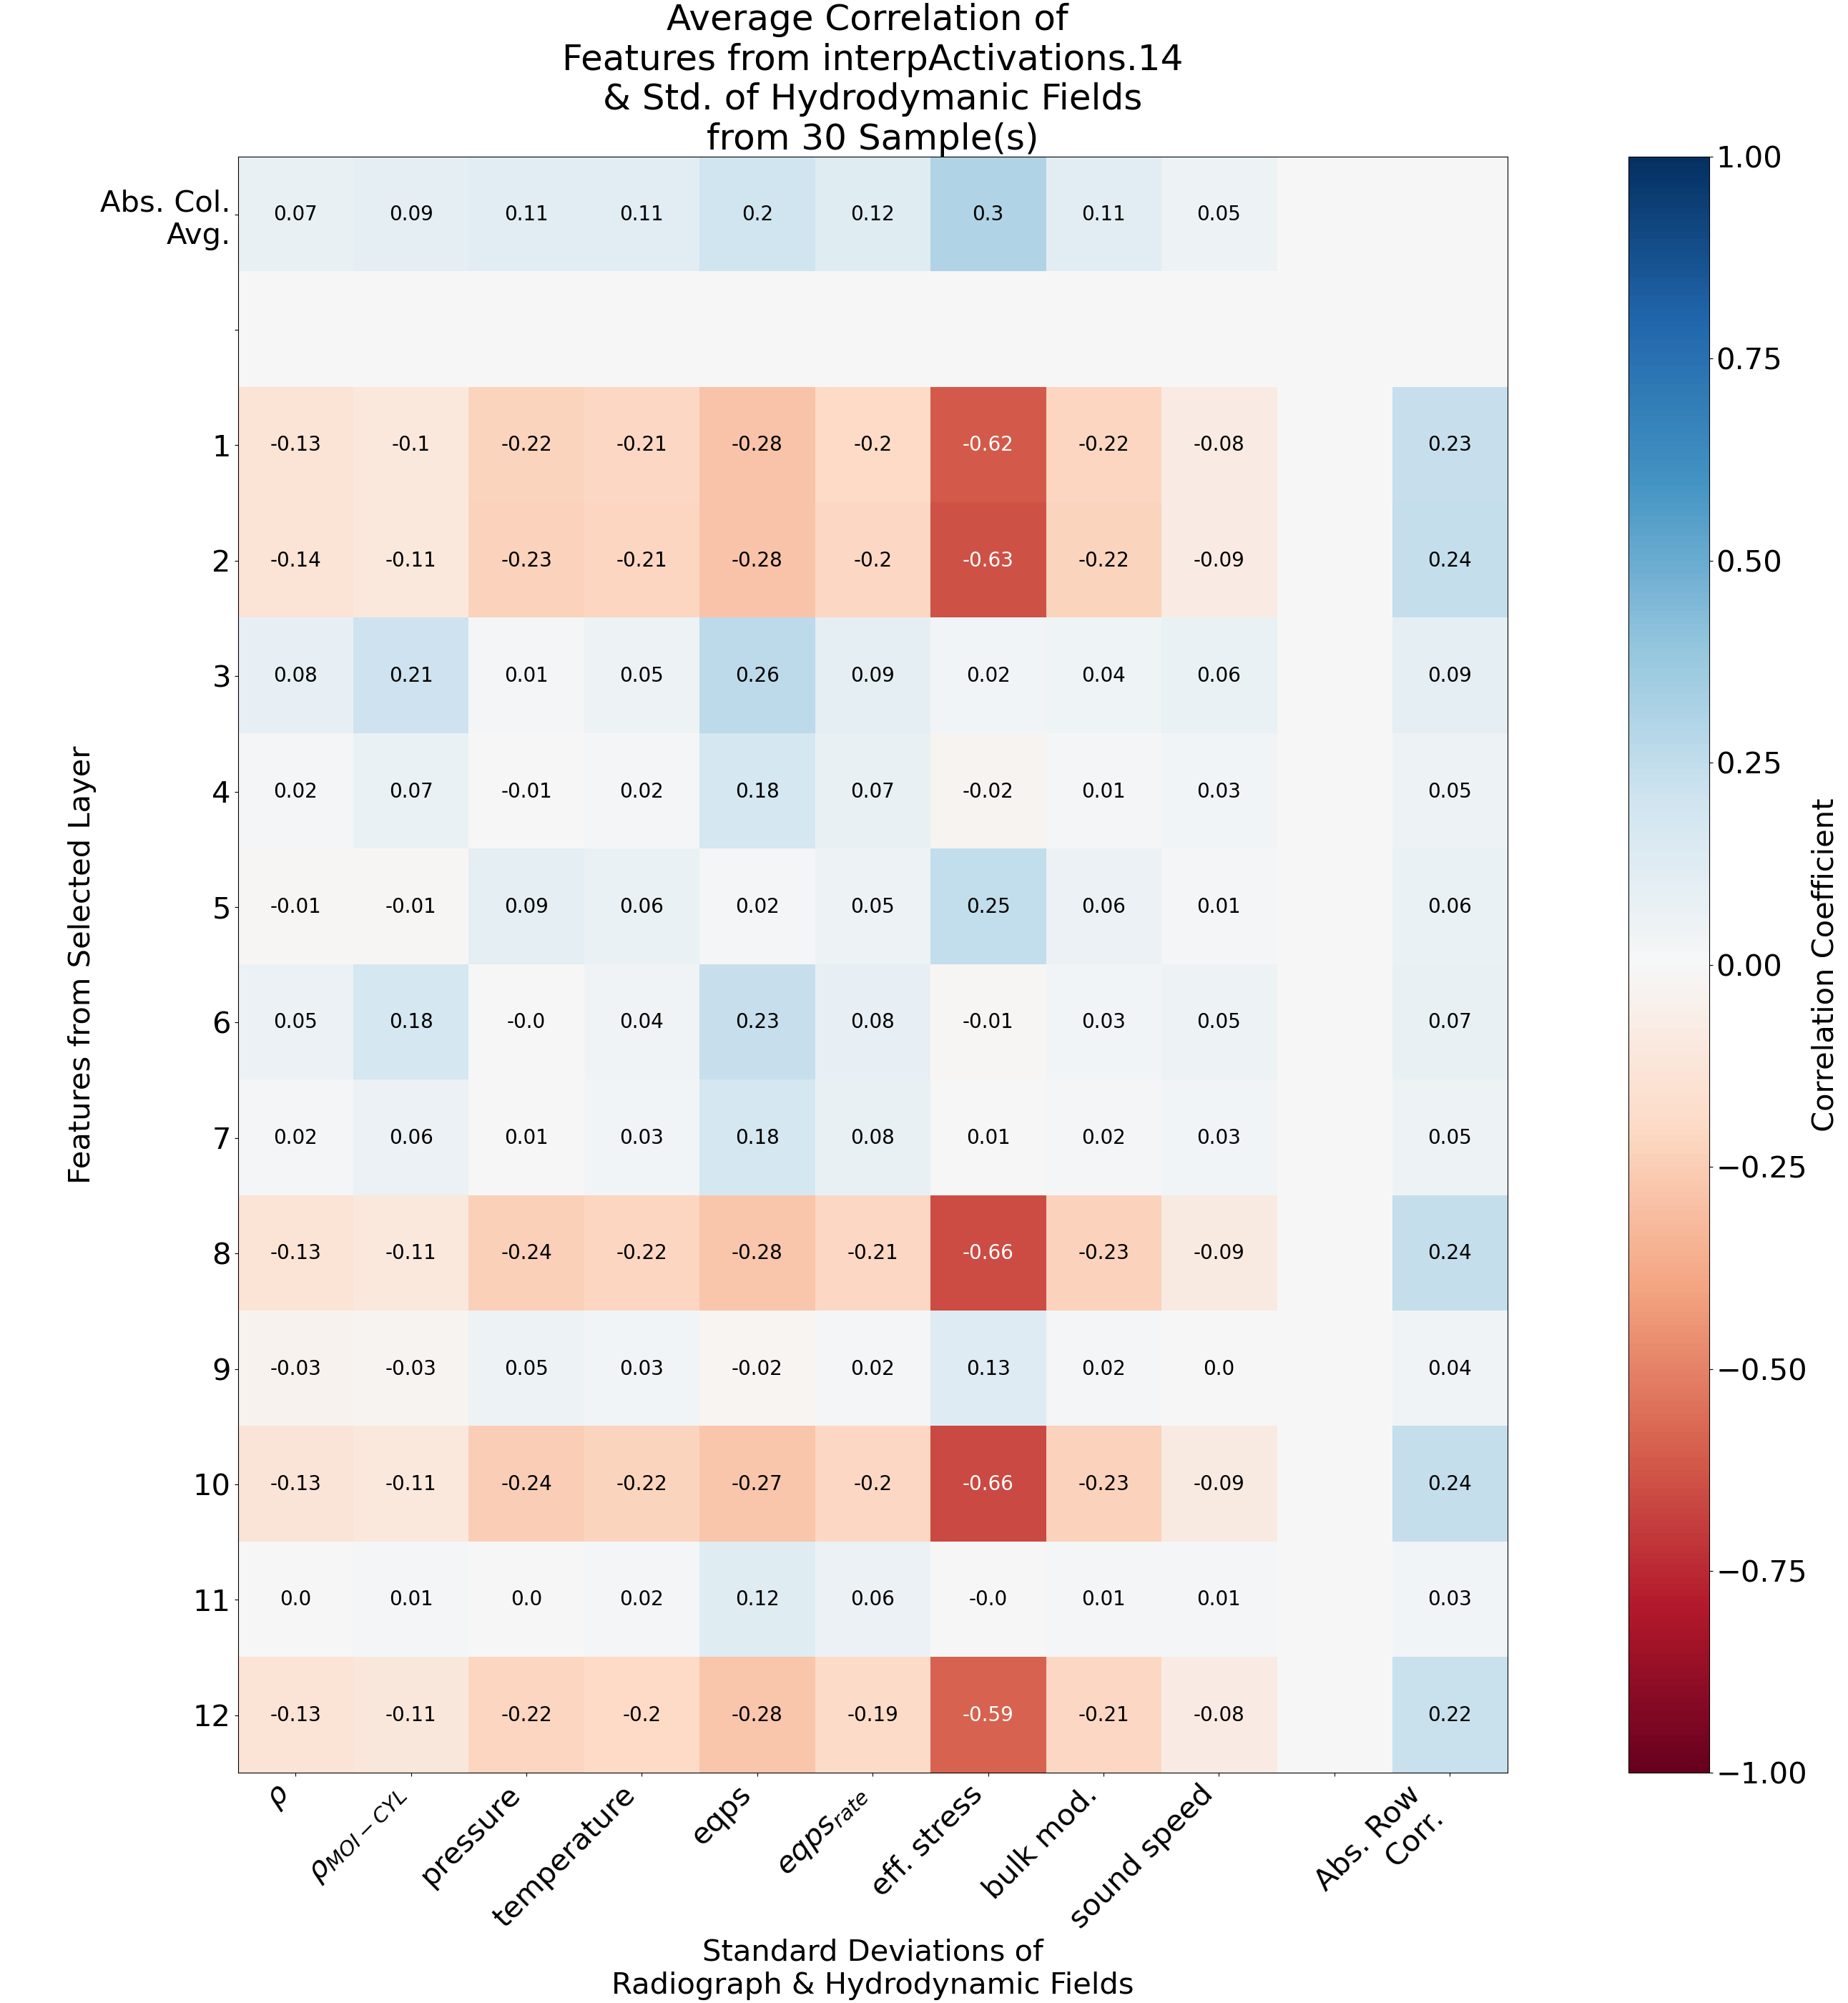 Average Correlation of
Features from interpActivations.14
& Std. of Hydrodymanic Fields
from 30 Sample(s)
Abs. Col.
Avg.
0.07 0.09 0.11 0.11 0.2 0.12 0.3 0.11 0.05
1 -0.13 -0.1 -0.22 -0.21 -0.28 -0.2 -0.62 -0.22 -0.08 0.23
2 -0.14 -0.11 -0.23 -0.21 -0.28 -0.2 -0.63 -0.22 -0.09 0.24
3 0.08 0.21 0.01 0.05 0.26 0.09 0.02 0.04 0.06 0.09
4 0.02 0.07 -0.01 0.02 0.18 0.07 -0.02 0.01 0.03 0.05
5 -0.01 -0.01 0.09 0.06 0.02 0.05 0.25 0.06 0.01 0.06
6 0.05 0.18 -0.0 0.04 0.23 0.08 -0.01 0.03 0.05 0.07
7 0.02 0.06 0.01 0.03 0.18 0.08 0.01 0.02 0.03 0.05
8 -0.13 -0.11 -0.24 -0.22 -0.28 -0.21 -0.66 -0.23 -0.09 0.24
9 -0.03 -0.03 0.05 0.03 -0.02 0.02 0.13 0.02 0.0 0.04
10 -0.13 -0.11 -0.24 -0.22 -0.27 -0.2 -0.66 -0.23 -0.09 0.24
11 0.0 0.01 0.0 0.02 0.12 0.06 -0.0 0.01 0.01 0.03
12 -0.13 -0.11 -0.22 -0.2 -0.28 -0.19 -0.59 -0.21 -0.08 0.22
Features from Selected Layer
ρ
ρMOI−CYL
pressure
temperature
eqps
eqpsrate
eff. stress
bulk mod.
sound speed
Abs. Row
Corr.
Standard Deviations of
Radiograph & Hydrodynamic Fields
1.00
0.75
0.50
0.25
0.00
−0.25
−0.50
−0.75
−1.00
Correlation Coefficient